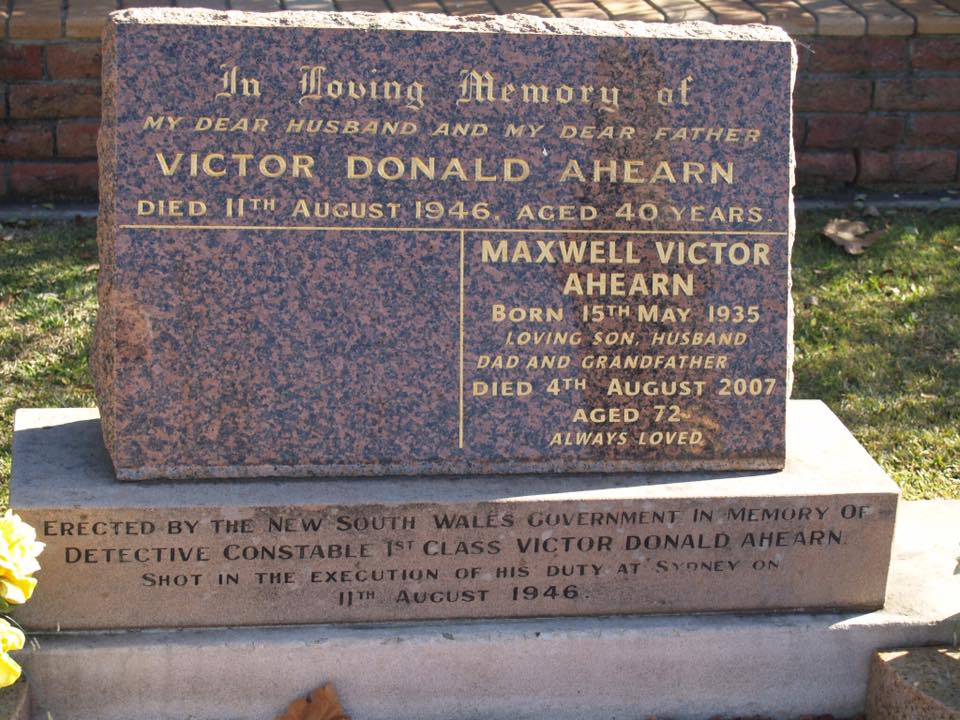 In Loving Memory of
MY DEAR HUSBAND AND MY DEAR FATHER
VICTOR DONALD AHEARN
DIED 11TH AUGUST 1946, AGED 40 YEARS.
MAXWELL VICTOR
AHEARN
BORN 15TH MAY 1935
LOVING SON, HUSBAND
DAD AND GRANDFATHER
DIED 4TH AUGUST 2007
AGED 72
ALWAYS LOVED
ERECTED BY THE NEW SOUTH WALES GOVERNMENT IN MEMORY OF
DETECTIVE CONSTABLE 1ST CLASS VICTOR DONALD AHEARN.
SHOT IN THE EXECUTION OF HIS DUTY AT SYDNEY ON
11TH AUGUST 1946.